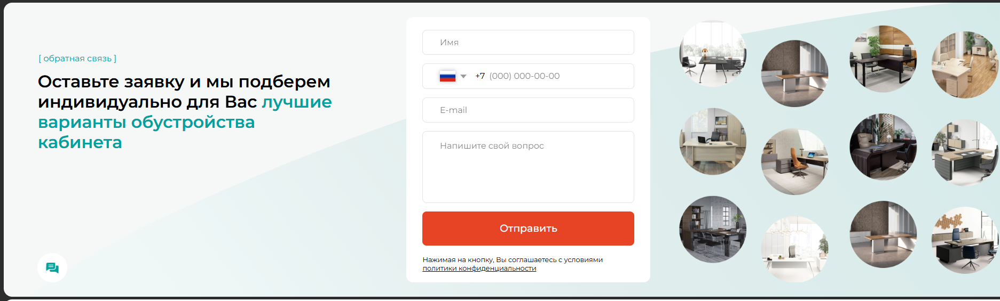 [ обратная связь ]
Оставьте заявку и мы подберем
индивидуально для Вас лучшие
варианты обустройства
кабинета
Имя
+7 (000) 000-00-00
E-mail
Напишите свой вопрос
Отправить
Нажимая на кнопку, Вы соглашаетесь с условиями
политики конфиденциальности